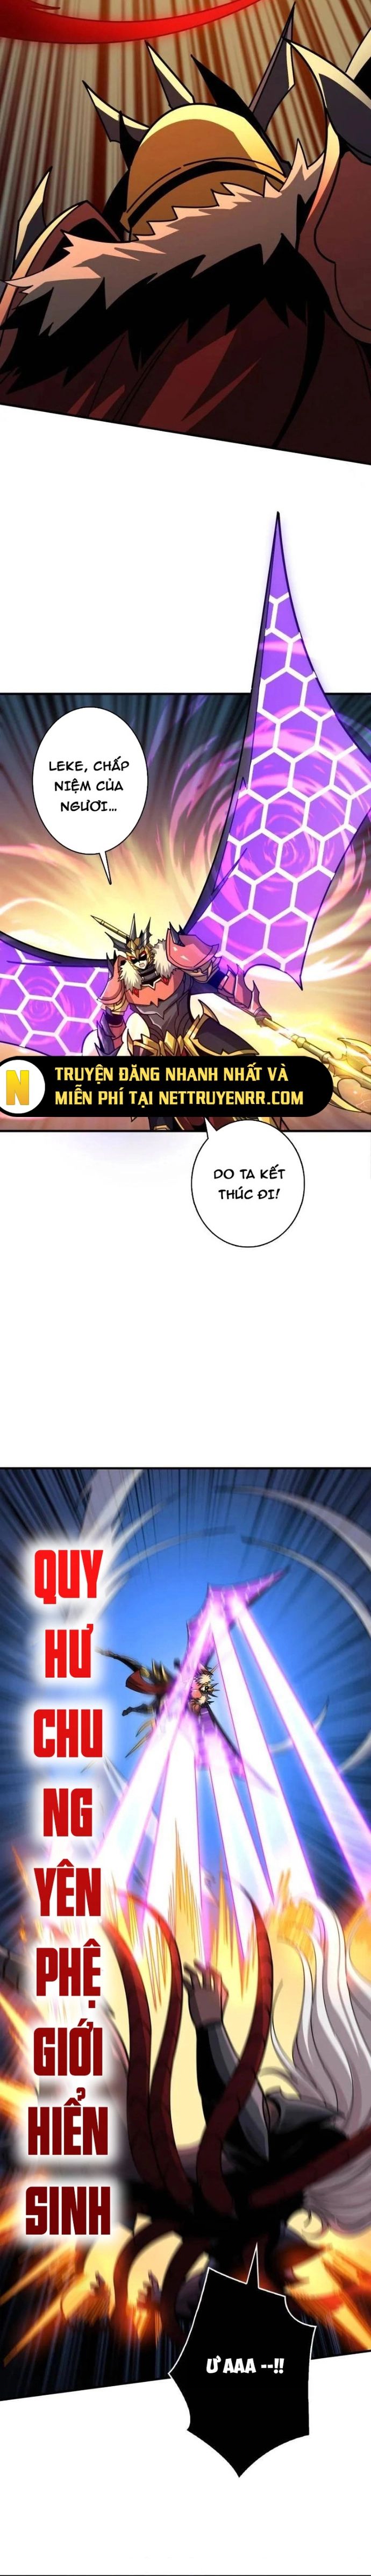 LEKE, CHẤP
NIỆM CỦA
NGƯƠI...
N
TRUYỆN ĐĂNG NHANH NHẤT VÀ
MIỄN PHÍ TẠI NETTRUYENRR.COM
DO TA KẾT
THÚC ĐI!
QUY
HƯ
CHU
NG
YÊN
PHỆ
GIỚI
HIỂN
SINH
Ư AAA --!!